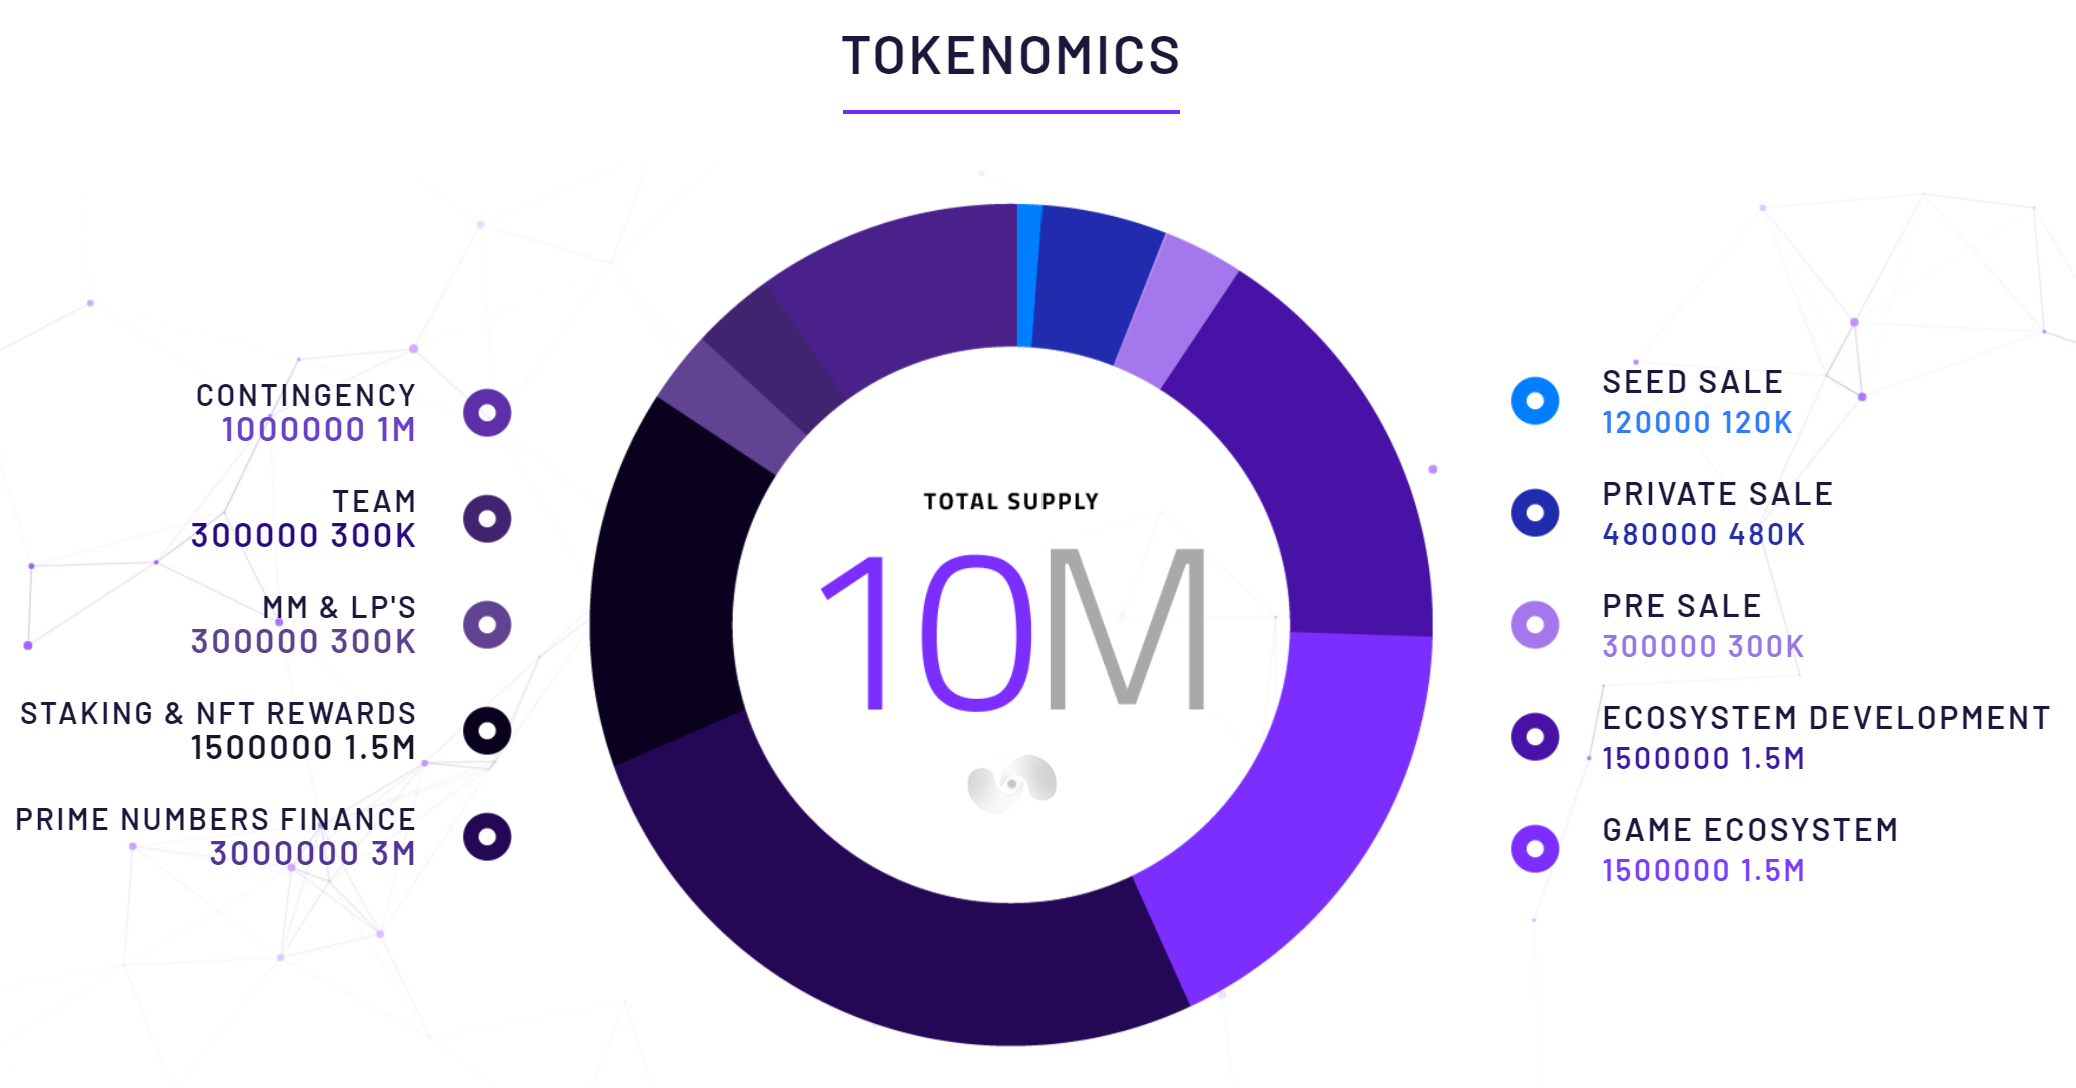 TOKENOMICS
CONTINGENCY
1000000 1M
TEAM
300000 300K
MM & LP'S
300000 300K
STAKING & NFT REWARDS
1500000 1.5M
PRIME NUMBERS FINANCE
3000000 3M
TOTAL SUPPLY
10M
SEED SALE
120000 120K
PRIVATE SALE
480000 480K
PRE SALE
300000 300K
ECOSYSTEM DEVELOPMENT
1500000 1.5M
GAME ECOSYSTEM
1500000 1.5M